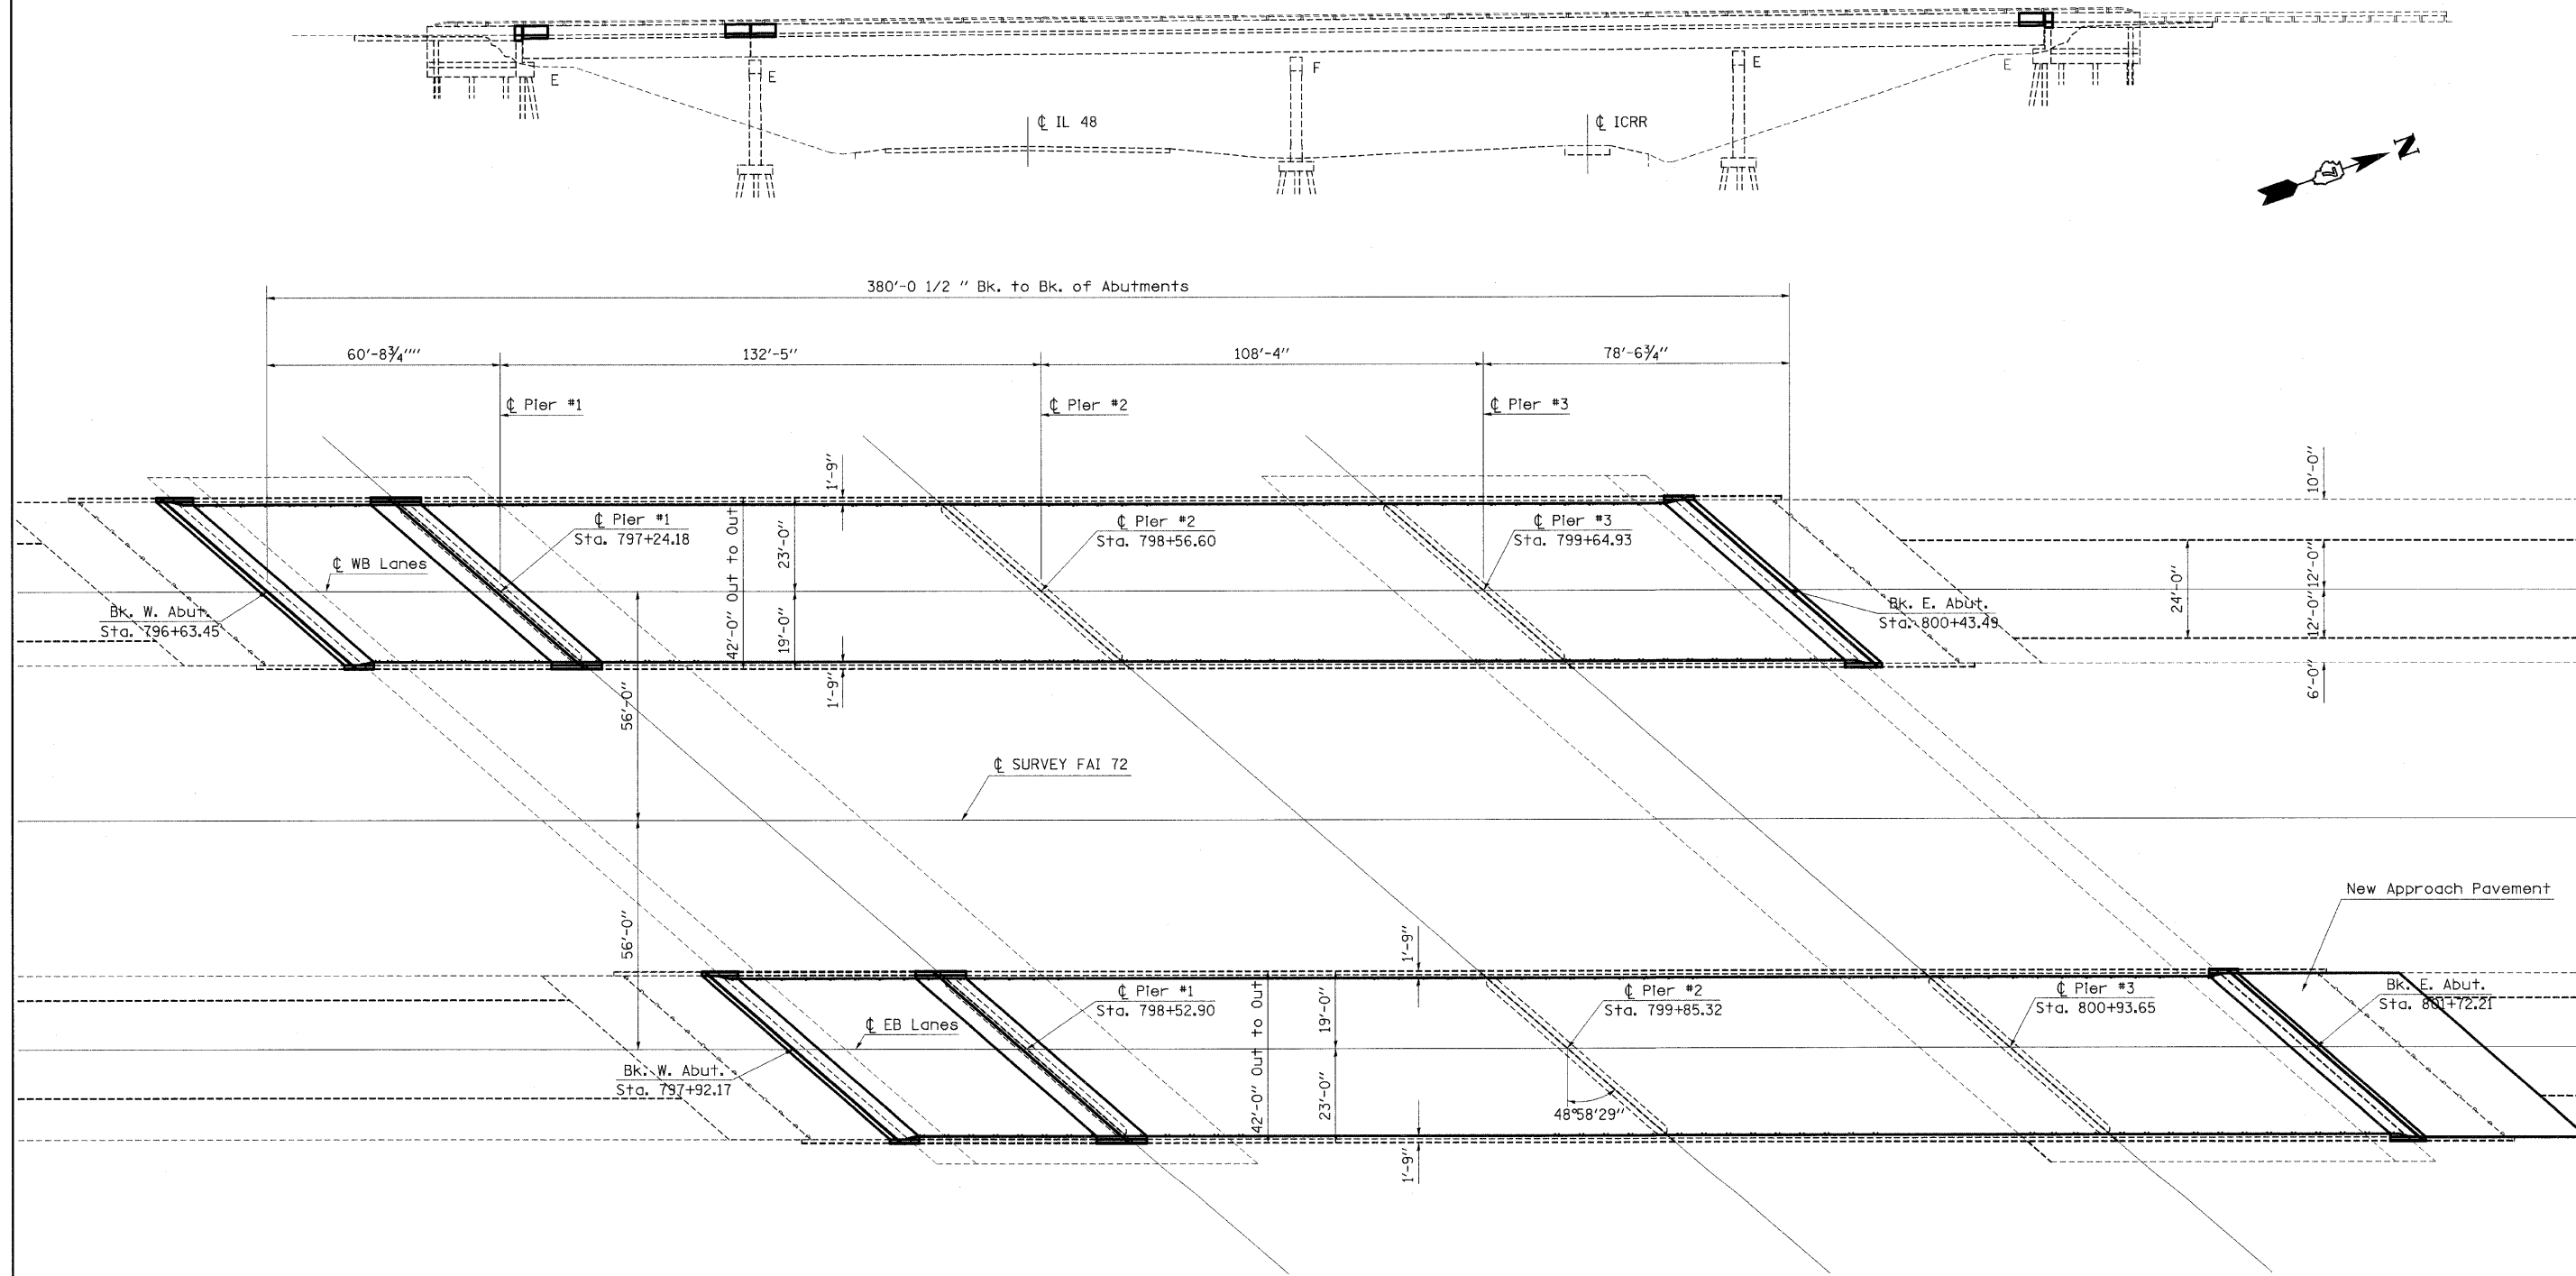 E
E
F
E
E
℄ IL 48
℄ ICRR
N
380'-0 1/2 " Bk. to Bk. of Abutments
60'-8¾""
132'-5"
108'-4"
78'-6¾"
℄ Pier #1
℄ Pier #2
℄ Pier #3
1'-9"
10'-0"
℄ Pier #1
Sta. 797+24.18
42'-0" Out to Out
23'-0"
℄ Pier #2
Sta. 798+56.60
℄ Pier #3
Sta. 799+64.93
℄ WB Lanes
Bk. W. Abut.
Sta. 796+63.45
19'-0"
Bk. E. Abut.
Sta. 800+43.49
24'-0"
12'-0"
12'-0"
56'-0"
1'-9"
6'-0"
℄ SURVEY FAI 72
New Approach Pavement
56'-0"
1'-9"
℄ Pier #1
Sta. 798+52.90
42'-0" Out to Out
19'-0"
℄ Pier #2
Sta. 799+85.32
℄ Pier #3
Sta. 800+93.65
Bk. E. Abut.
Sta. 801+72.21
℄ EB Lanes
Bk. W. Abut.
Sta. 797+92.17
23'-0"
48°58'29"
1'-9"